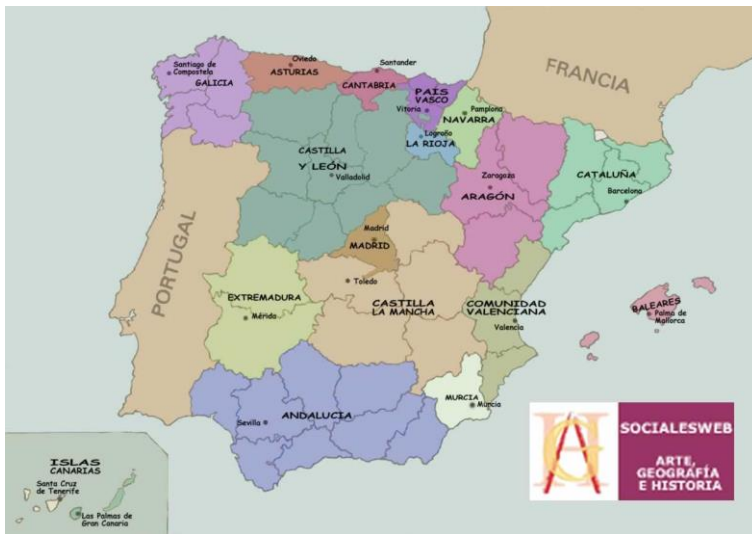 Santiago de
Compostela
GALICIA
Oviedo
ASTURIAS
Santander
CANTABRIA
PAÍS
VASCO
Vitoria
Pamplona
NAVARRA
Logroño
LA RIOJA
FRANCIA
CASTILLA
Y LEÓN
Valladolid
Zaragoza
ARAGÓN
CATALUÑA
Barcelona
PORTUGAL
Madrid
MADRID
Toledo
EXTREMADURA
Mérida
CASTILLA
LA MANCHA
COMUNIDAD
VALENCIANA
Valencia
BALEARES
Palma de
Mallorca
ANDALUCIA
Sevilla
MURCIA
Murcia
ISLAS
CANARIAS
Santa Cruz
de Tenerife
Las Palmas de
Gran Canaria
AGH
SOCIALESWEB
ARTE,
GEOGRAFÍA
E HISTORIA